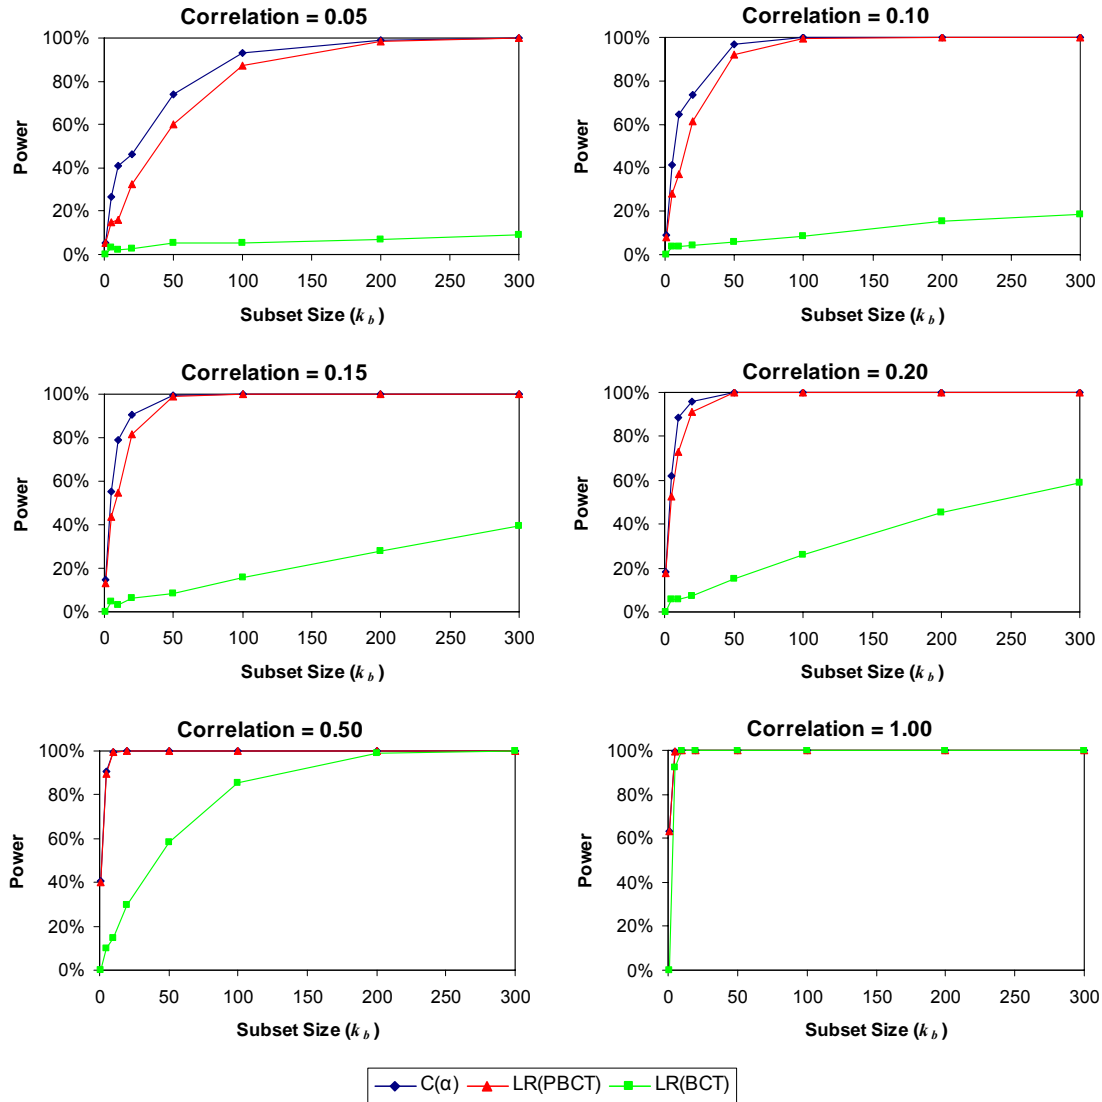 Correlation = 0.05
100%
80%
60%
40%
20%
0%
Power
0 50 100 150 200 250 300
Subset Size (k b )
Correlation = 0.10
100%
80%
60%
40%
20%
0%
Power
0 50 100 150 200 250 300
Subset Size (k b )
Correlation = 0.15
100%
80%
60%
40%
20%
0%
Power
0 50 100 150 200 250 300
Subset Size (k b )
Correlation = 0.20
100%
80%
60%
40%
20%
0%
Power
0 50 100 150 200 250 300
Subset Size (k b )
Correlation = 0.50
100%
80%
60%
40%
20%
0%
Power
0 50 100 150 200 250 300
Subset Size (k b )
Correlation = 1.00
100%
80%
60%
40%
20%
0%
Power
0 50 100 150 200 250 300
Subset Size (k b )
C(α) LR(PBCT) LR(BCT)